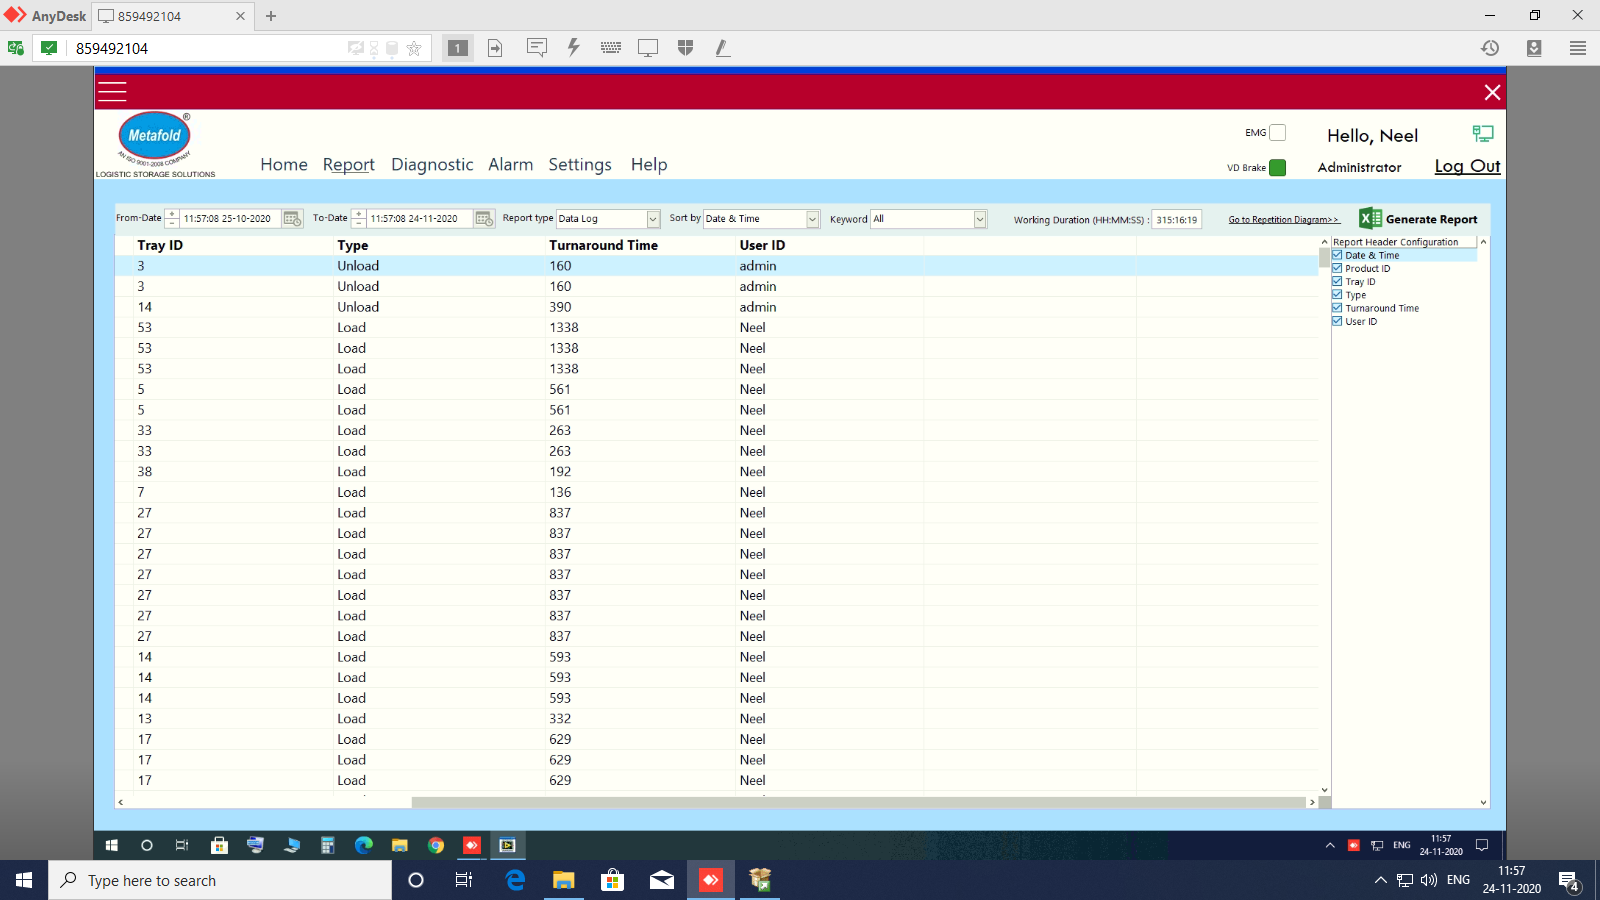 AnyDesk 859492104
859492104
1
Metafold ®
AN ISO 9001-2008 COMPANY
LOGISTIC STORAGE SOLUTIONS
Home Report Diagnostic Alarm Settings Help
EMG
VD Brake
Hello, Neel
Administrator
Log Out
From-Date 11:57:08 25-10-2020 To-Date 11:57:08 24-11-2020 Report type Data Log Sort by Date & Time Keyword All Working Duration (HH:MM:SS) : 315:16:19 Go to Repetition Diagram>> Generate Report
Tray ID Type Turnaround Time User ID
3 Unload 160 admin
3 Unload 160 admin
14 Unload 390 admin
53 Load 1338 Neel
53 Load 1338 Neel
53 Load 1338 Neel
5 Load 561 Neel
5 Load 561 Neel
33 Load 263 Neel
33 Load 263 Neel
38 Load 192 Neel
7 Load 136 Neel
27 Load 837 Neel
27 Load 837 Neel
27 Load 837 Neel
27 Load 837 Neel
27 Load 837 Neel
27 Load 837 Neel
27 Load 837 Neel
14 Load 593 Neel
14 Load 593 Neel
14 Load 593 Neel
13 Load 332 Neel
17 Load 629 Neel
17 Load 629 Neel
17 Load 629 Neel
Report Header Configuration
Date & Time
Product ID
Tray ID
Type
Turnaround Time
User ID
ENG
11:57
24-11-2020
Type here to search
ENG
11:57
24-11-2020
4